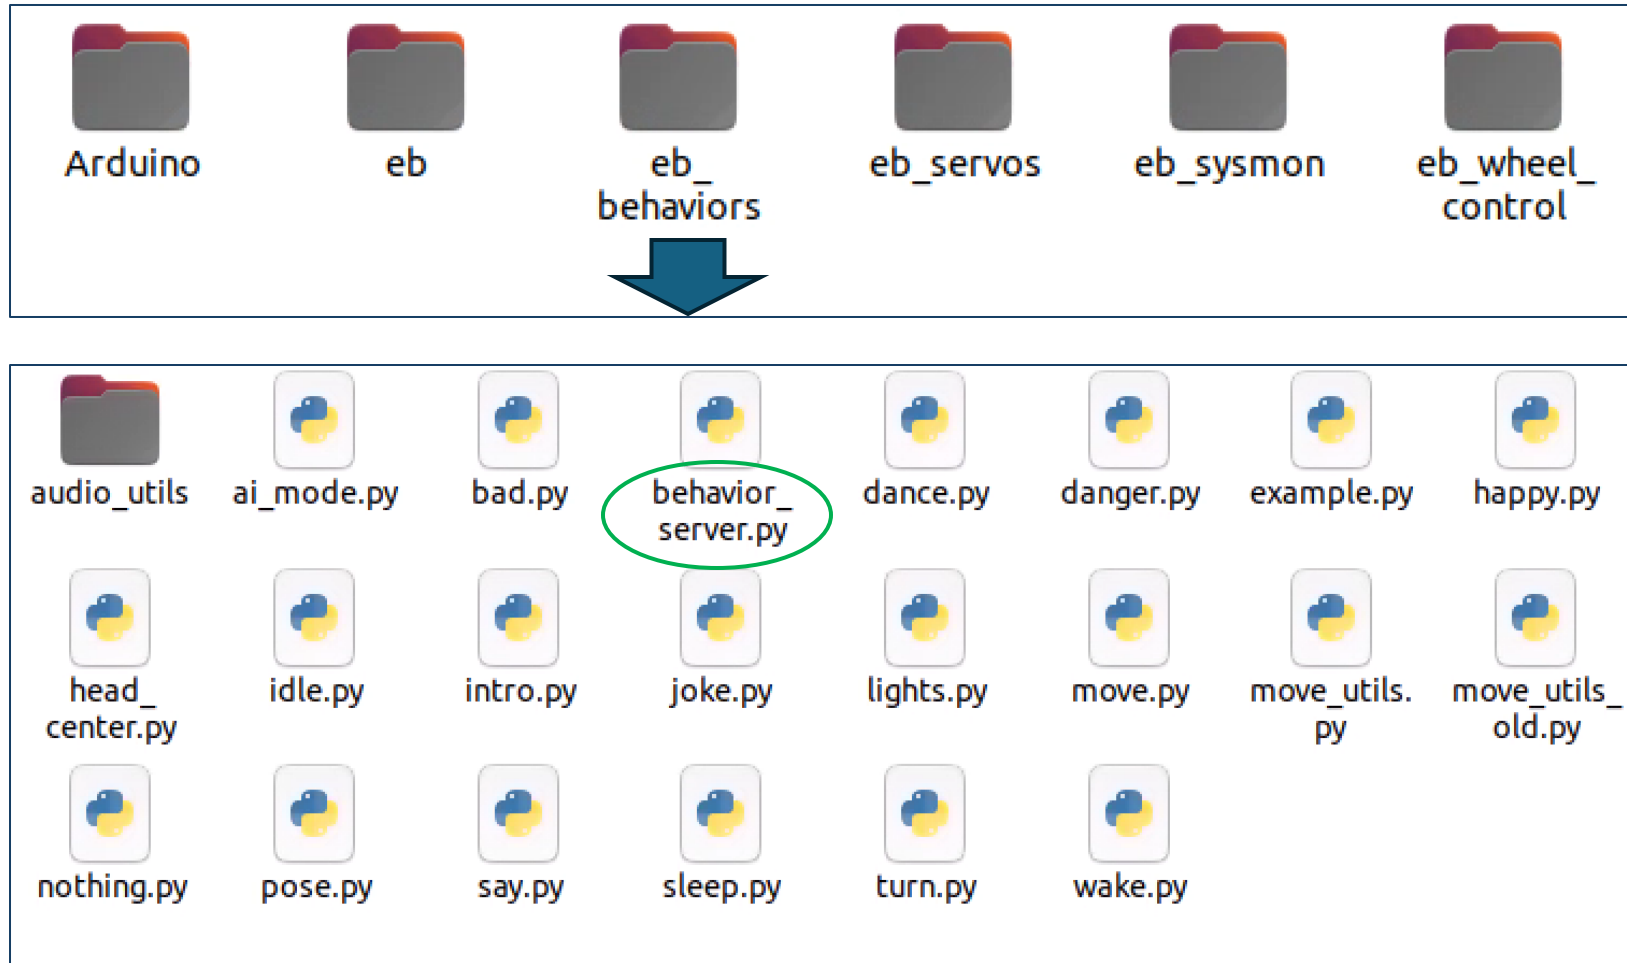 Arduino
eb
eb_
behaviors
eb_servos
eb_sysmon
eb_wheel_
control
audio_utils
ai_mode.py
bad.py
behavior_
server.py
dance.py
danger.py
example.py
happy.py
head_
center.py
idle.py
intro.py
joke.py
lights.py
move.py
move_utils.
py
move_utils_
old.py
nothing.py
pose.py
say.py
sleep.py
turn.py
wake.py